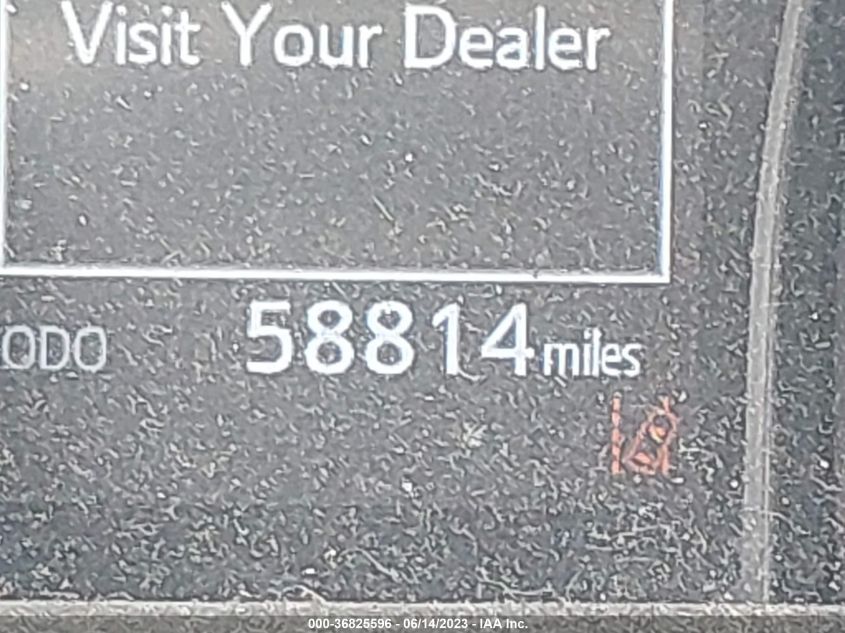 Visit Your Dealer
ODO 58814 miles
000-36825596 - 06/14/2023 - IAA Inc.